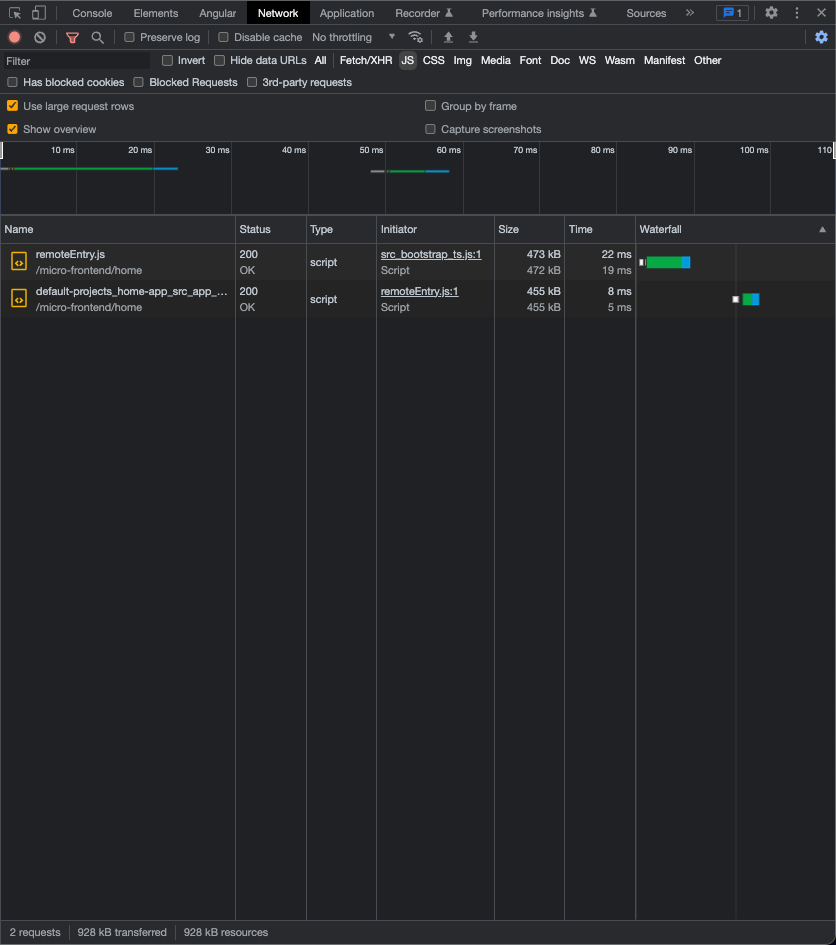 Console Elements Angular Network Application Recorder Performance insights Sources » 1
Preserve log Disable cache No throttling
Filter Invert Hide data URLs All Fetch/XHR JS CSS Img Media Font Doc WS Wasm Manifest Other
Has blocked cookies Blocked Requests 3rd-party requests
Use large request rows Group by frame
Show overview Capture screenshots
10 ms 20 ms 30 ms 40 ms 50 ms 60 ms 70 ms 80 ms 90 ms 100 ms 110
Name Status Type Initiator Size Time Waterfall
remoteEntry.js 200 script src_bootstrap_ts.js:1 473 kB 22 ms
/micro-frontend/home OK Script 472 kB 19 ms
default-projects_home-app_src_app_... 200 script remoteEntry.js:1 455 kB 8 ms
/micro-frontend/home OK Script 455 kB 5 ms
2 requests 928 kB transferred 928 kB resources